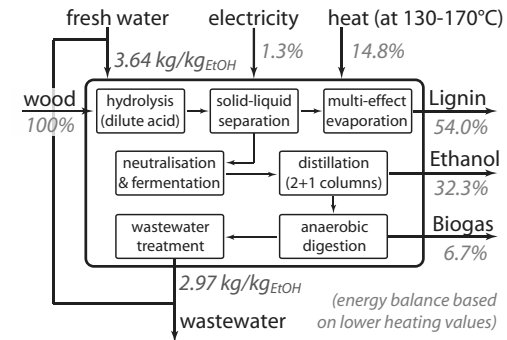 fresh water
electricity
heat (at 130-170°C)
3.64 kg/kgEtOH
1.3%
14.8%
wood
100%
hydrolysis
(dilute acid)
solid-liquid
separation
multi-effect
evaporation
Lignin
54.0%
neutralisation
& fermentation
distillation
(2+1 columns)
Ethanol
32.3%
wastewater
treatment
anaerobic
digestion
Biogas
6.7%
2.97 kg/kgEtOH
wastewater
(energy balance based
on lower heating values)